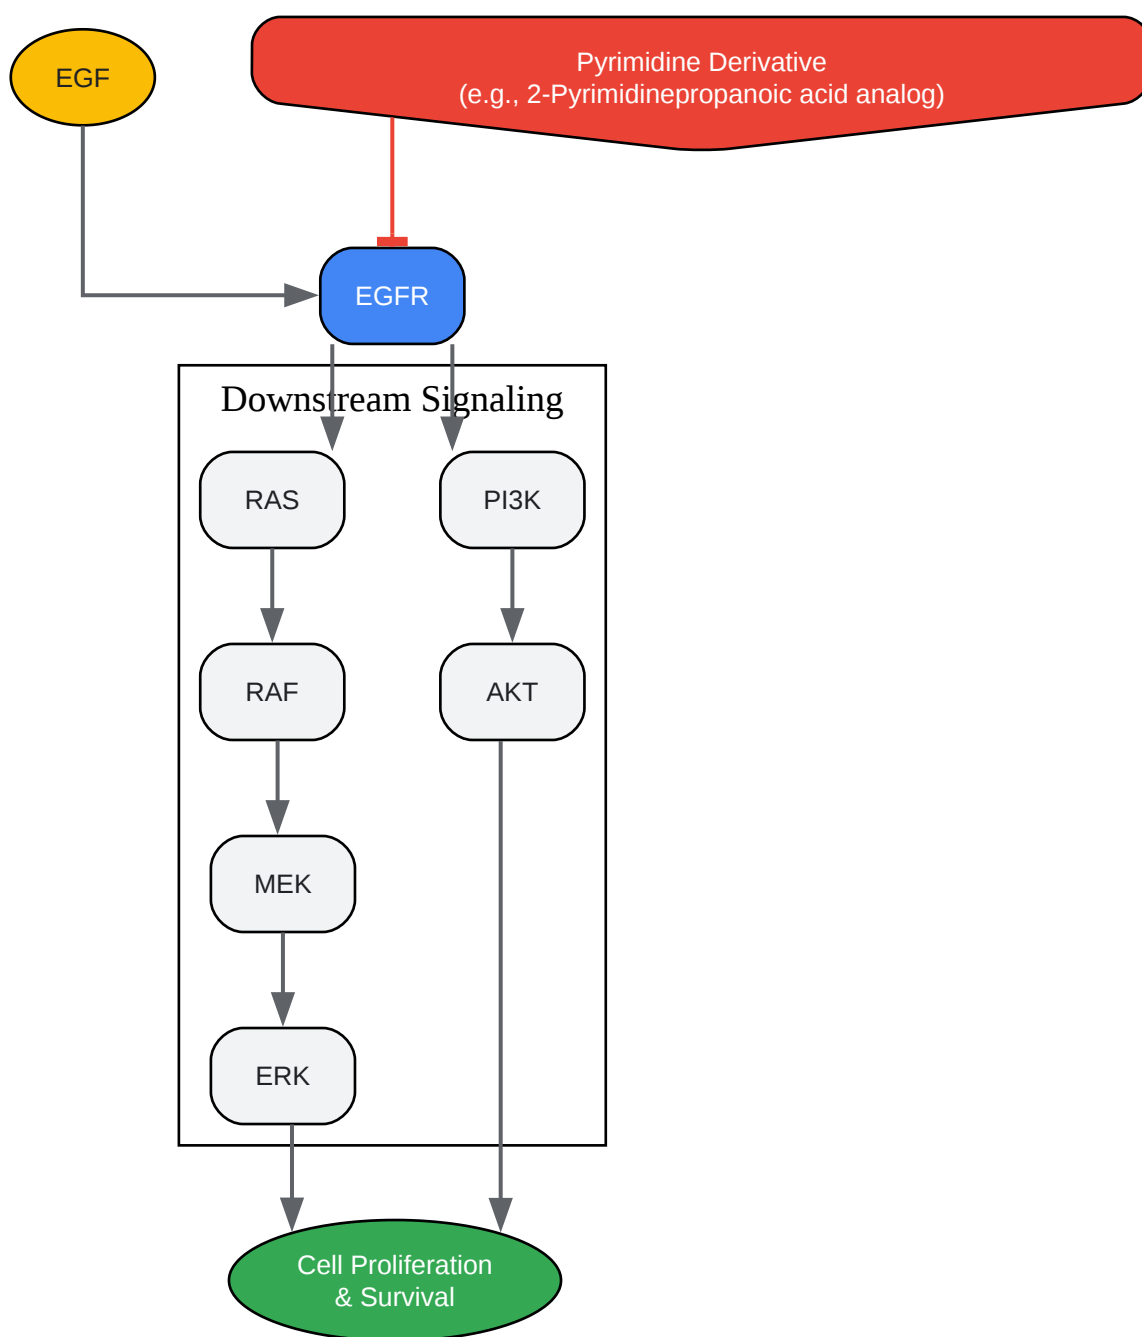 EGF
Pyrimidine Derivative
(e.g., 2-Pyrimidinepropanoic acid analog)
EGFR
Downstream Signaling
RAS
PI3K
RAF
AKT
MEK
ERK
Cell Proliferation
& Survival